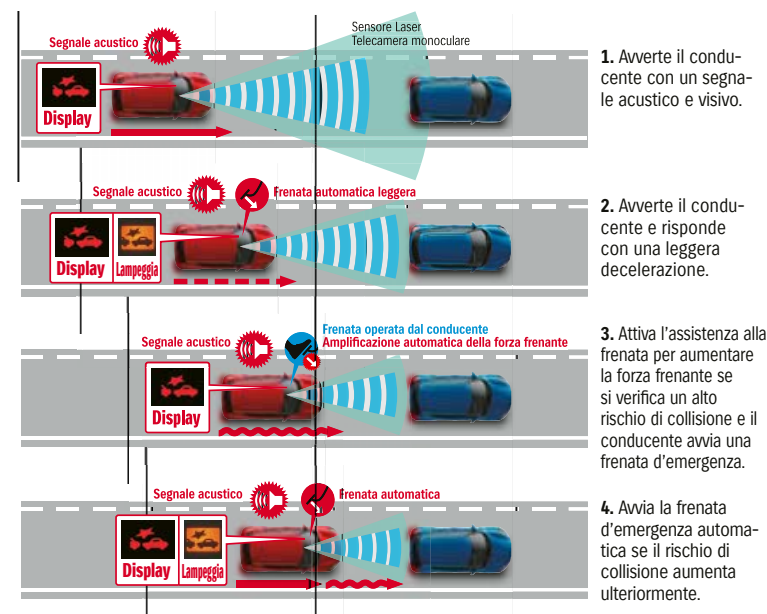 Sensore Laser
Telecamera monoculare
Segnale acustico
Display
1. Avverte il condu-
cente con un segna-
le acustico e visivo.
Segnale acustico
Frenata automatica leggera
Display
Lampeggia
2. Avverte il condu-
cente e risponde
con una leggera
decelerazione.
Frenata operata dal conducente
Segnale acustico
Amplificazione automatica della forza frenante
Display
3. Attiva l'assistenza alla
frenata per aumentare
la forza frenante se
si verifica un alto
rischio di collisione e il
conducente avvia una
frenata d'emergenza.
Segnale acustico
Frenata automatica
Display
Lampeggia
4. Avvia la frenata
d'emergenza automa-
tica se il rischio di
collisione aumenta
ulteriormente.